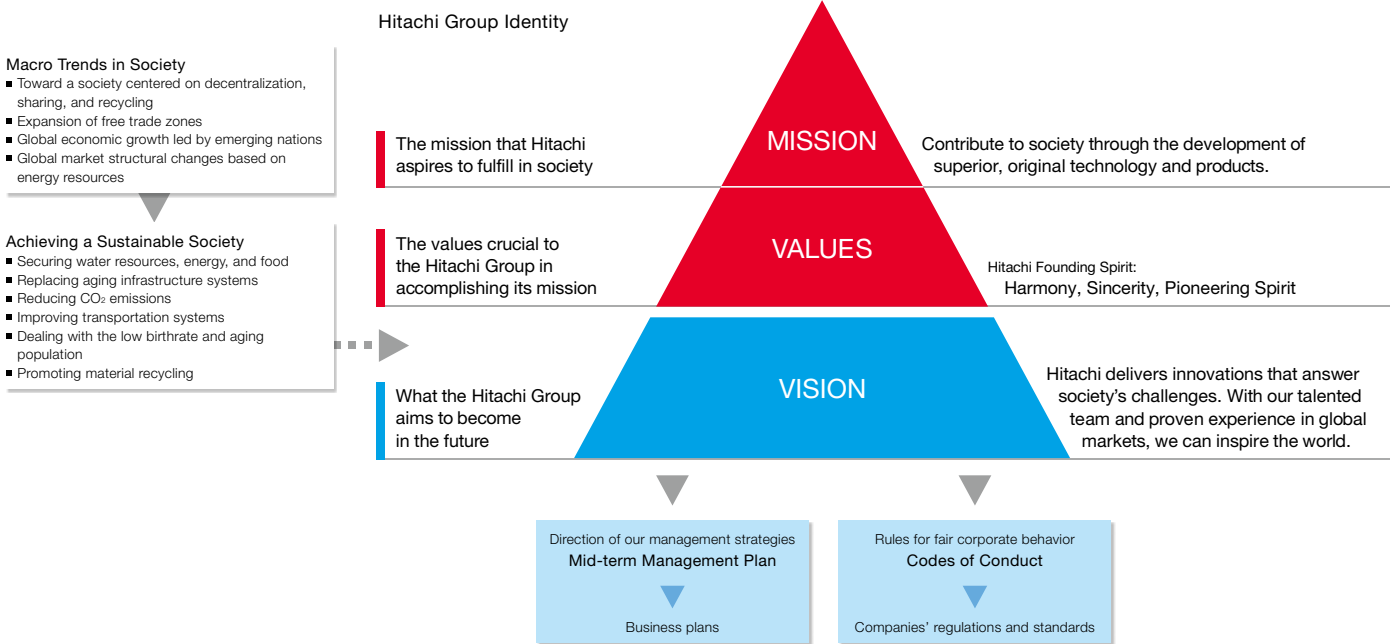 Hitachi Group Identity
Macro Trends in Society
■ Toward a society centered on decentralization,
sharing, and recycling
■ Expansion of free trade zones
■ Global economic growth led by emerging nations
■ Global market structural changes based on
energy resources
Achieving a Sustainable Society
■ Securing water resources, energy, and food
■ Replacing aging infrastructure systems
■ Reducing CO₂ emissions
■ Improving transportation systems
■ Dealing with the low birthrate and aging
population
■ Promoting material recycling
The mission that Hitachi
aspires to fulfill in society
MISSION
Contribute to society through the development of
superior, original technology and products.
The values crucial to
the Hitachi Group in
accomplishing its mission
VALUES
Hitachi Founding Spirit:
Harmony, Sincerity, Pioneering Spirit
What the Hitachi Group
aims to become
in the future
VISION
Hitachi delivers innovations that answer
society’s challenges. With our talented
team and proven experience in global
markets, we can inspire the world.
Direction of our management strategies
Mid-term Management Plan
Business plans
Rules for fair corporate behavior
Codes of Conduct
Companies’ regulations and standards